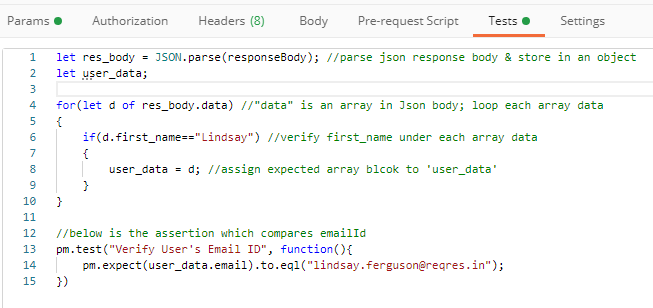 Params Authorization Headers (8) Body Pre-request Script Tests Settings
1 let res_body = JSON.parse(responseBody); //parse json response body & store in an object
2 let user_data;
3
4 for(let d of res_body.data) //"data" is an array in Json body; loop each array data
5 {
6 if(d.first_name=="Lindsay") //verify first_name under each array data
7 {
8 user_data = d; //assign expected array blcok to 'user_data'
9 }
10 }
11
12 //below is the assertion which compares emailId
13 pm.test("Verify User's Email ID", function(){
14 pm.expect(user_data.email).to.eql("lindsay.ferguson@reqres.in");
15 })